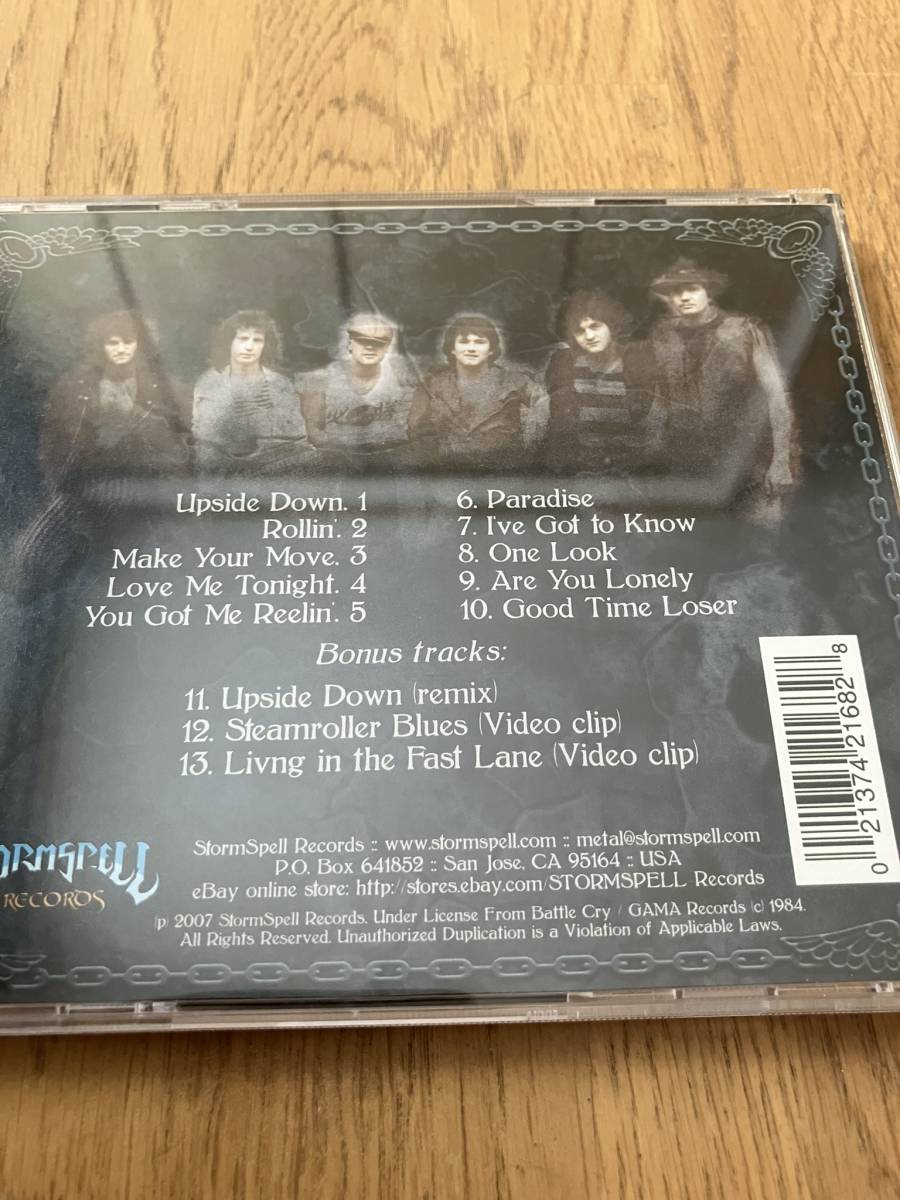 Upside Down. 1
Rollin'. 2
Make Your Move. 3
Love Me Tonight. 4
You Got Me Reelin'. 5
6. Paradise
7. I've Got to Know
8. One Look
9. Are You Lonely
10. Good Time Loser
Bonus tracks:
11. Upside Down (remix)
12. Steamroller Blues (Video clip)
13. Livng in the Fast Lane (Video clip)
ORMSPELL
RECORDS
StormSpell Records :: www.stormspell.com :: metal@stormspell.com
P.O. Box 641852 :: San Jose, CA 95164 :: USA
eBay online store: http://stores.ebay.com/STORMSPELL Records
(p) 2007 StormSpell Records. Under License From Battle Cry / GAMA Records (c) 1984.
All Rights Reserved. Unauthorized Duplication is a Violation of Applicable Laws.
0 21374 21682 8